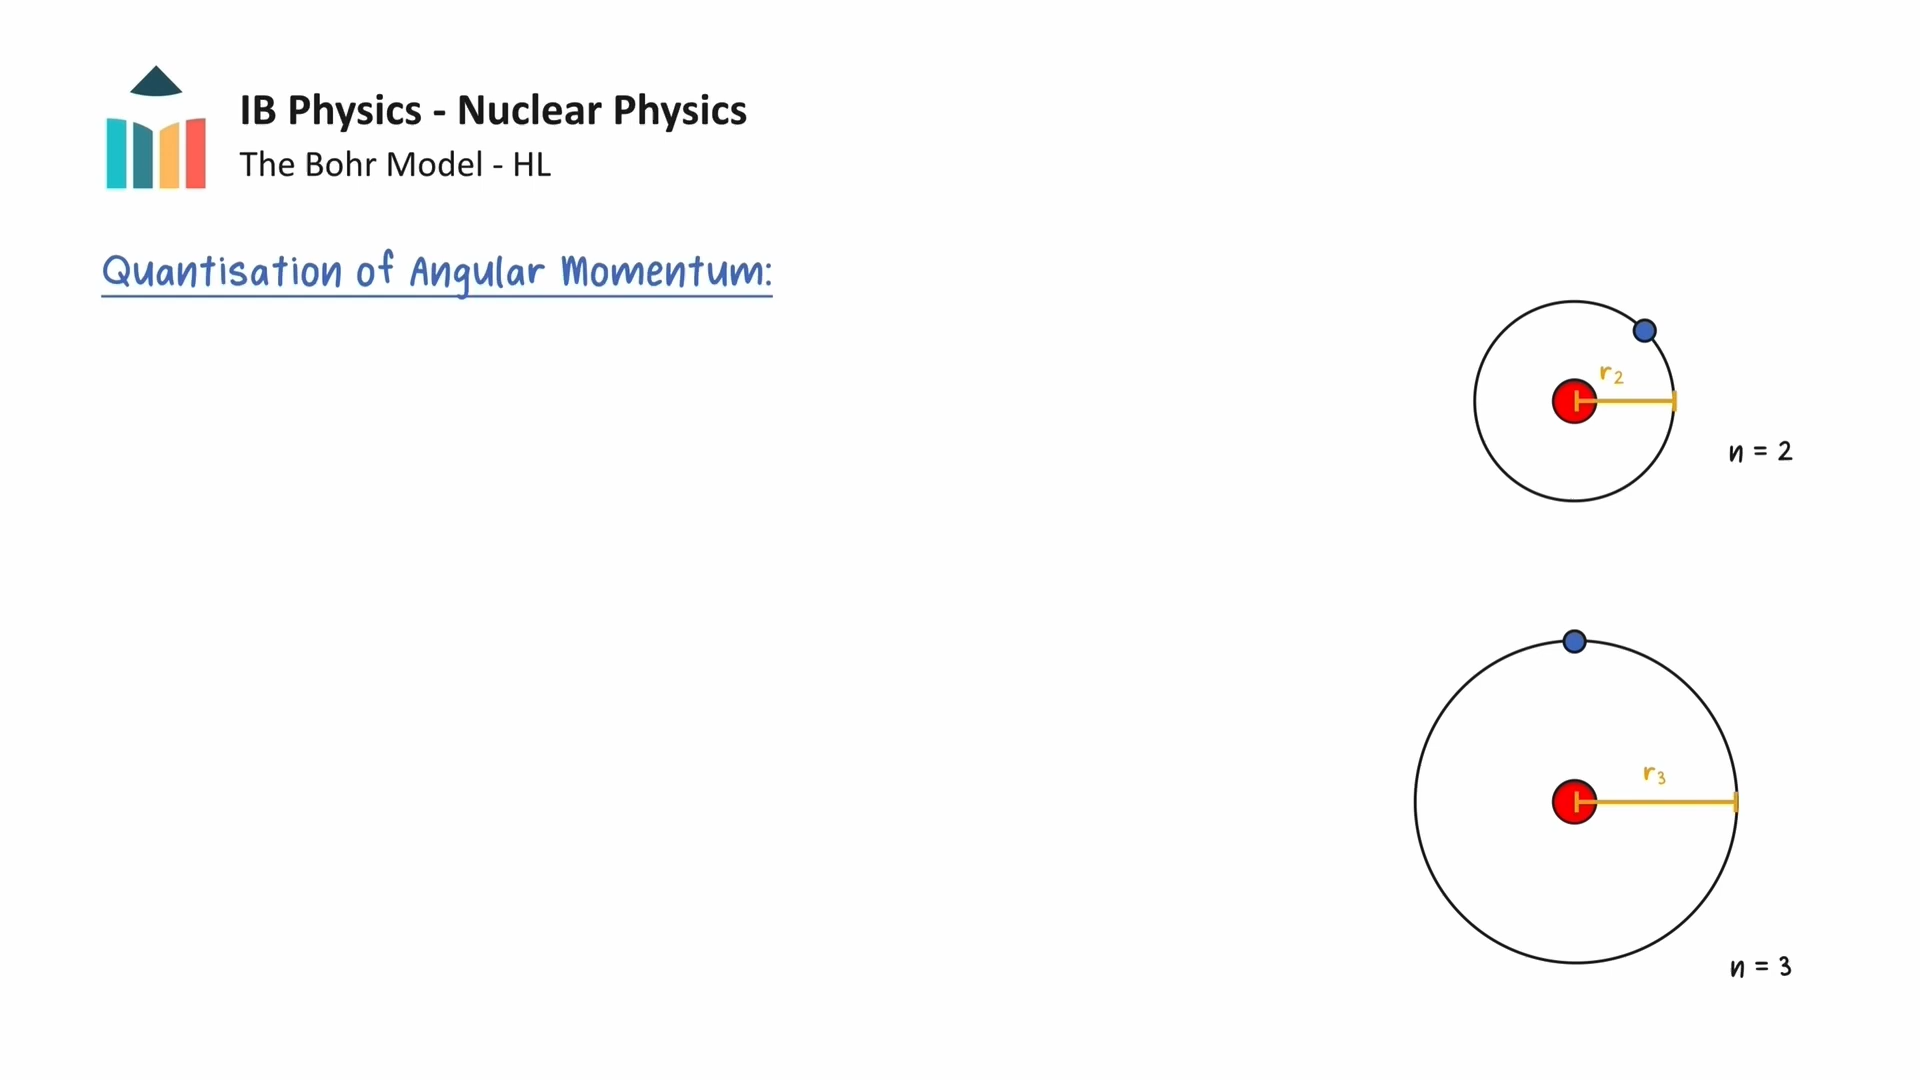 IB Physics - Nuclear Physics
The Bohr Model - HL
Quantisation of Angular Momentum:
r₂
n = 2
r₃
n = 3